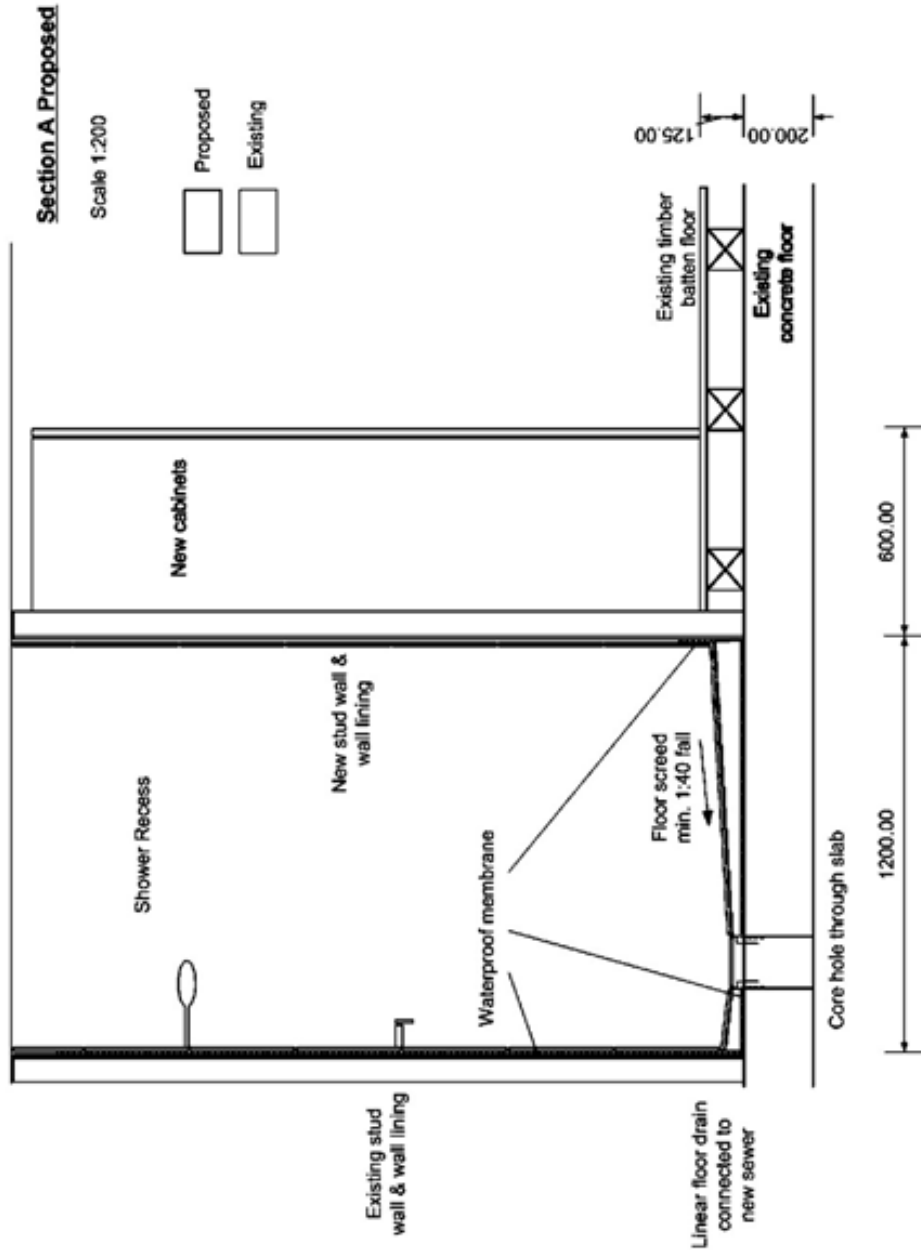 Section A Proposed
Scale 1:200
Proposed
Existing
Shower Recess
New cabinets
New stud wall &
wall lining
Existing stud
wall & wall lining
Waterproof membrane
Floor screed
min. 1:40 fall
Existing timber
batten floor
125.00
Existing
concrete floor
200.00
Linear floor drain
connected to
new sewer
Core hole through slab
1200.00
600.00